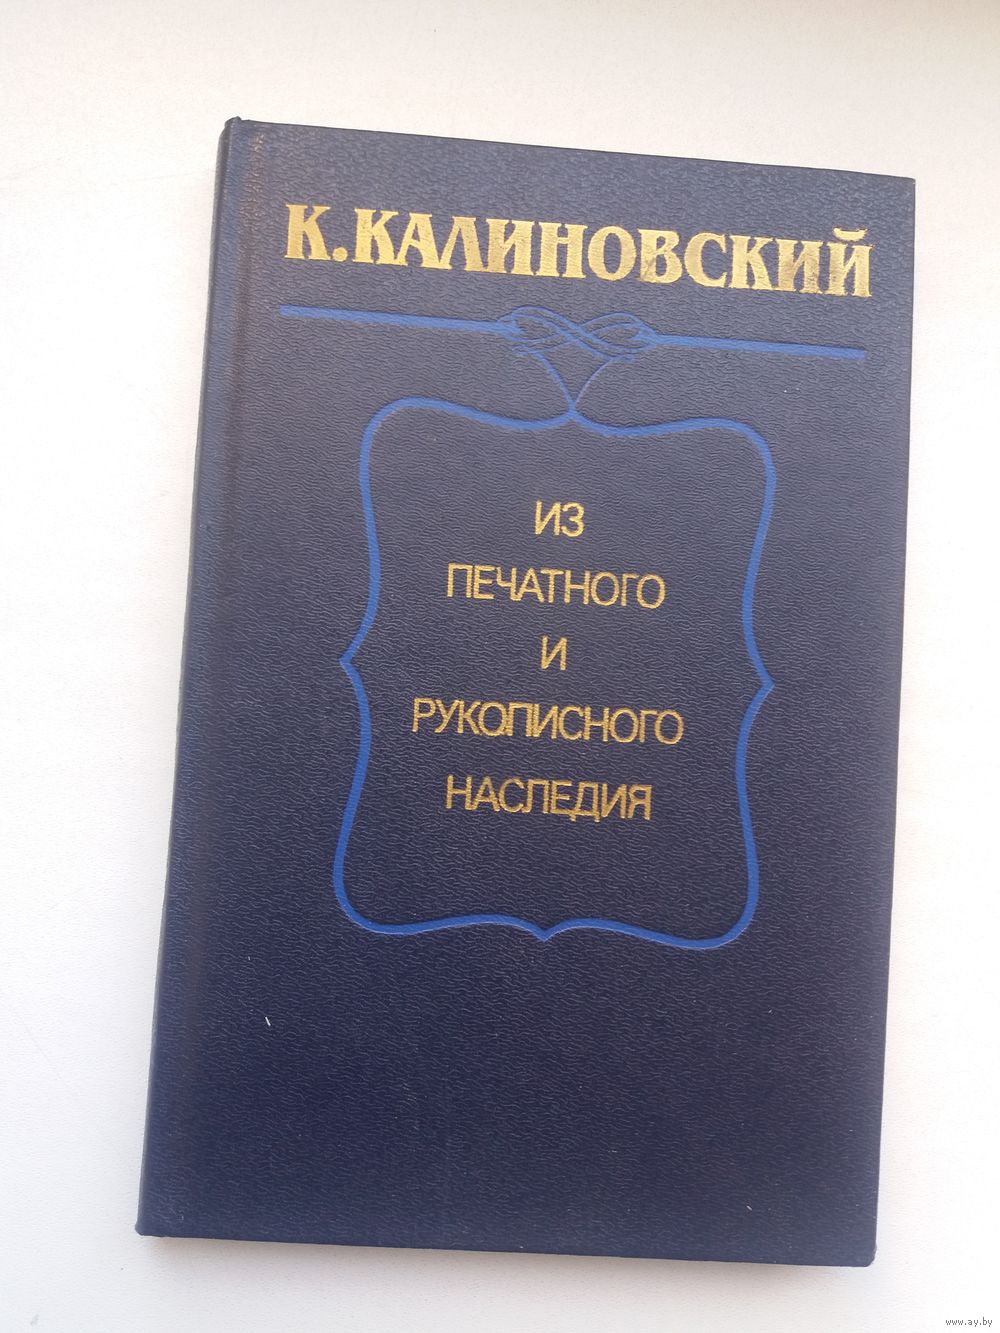 К.КАЛИНОВСКИЙ
ИЗ
ПЕЧАТНОГО
И
РУКОПИСНОГО
НАСЛЕДИЯ
www.ay.by